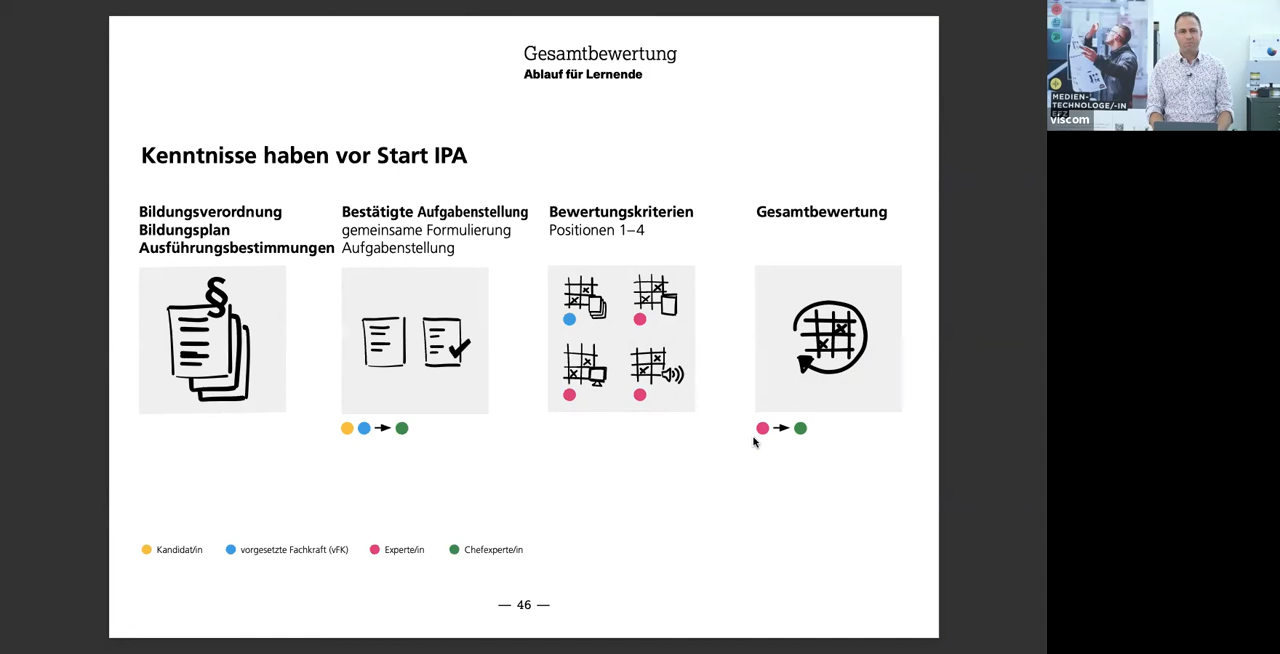 Gesamtbewertung
Ablauf für Lernende
Kenntnisse haben vor Start IPA
Bildungsverordnung
Bildungsplan
Ausführungsbestimmungen
Bestätigte Aufgabenstellung
gemeinsame Formulierung
Aufgabenstellung
Bewertungskriterien
Positionen 1–4
Gesamtbewertung
§
Kandidat/in
vorgesetzte Fachkraft (vFK)
Experte/in
Chefexperte/in
— 46 —
MEDIEN-
TECHNOLOGE/-IN
EFZ
viscom